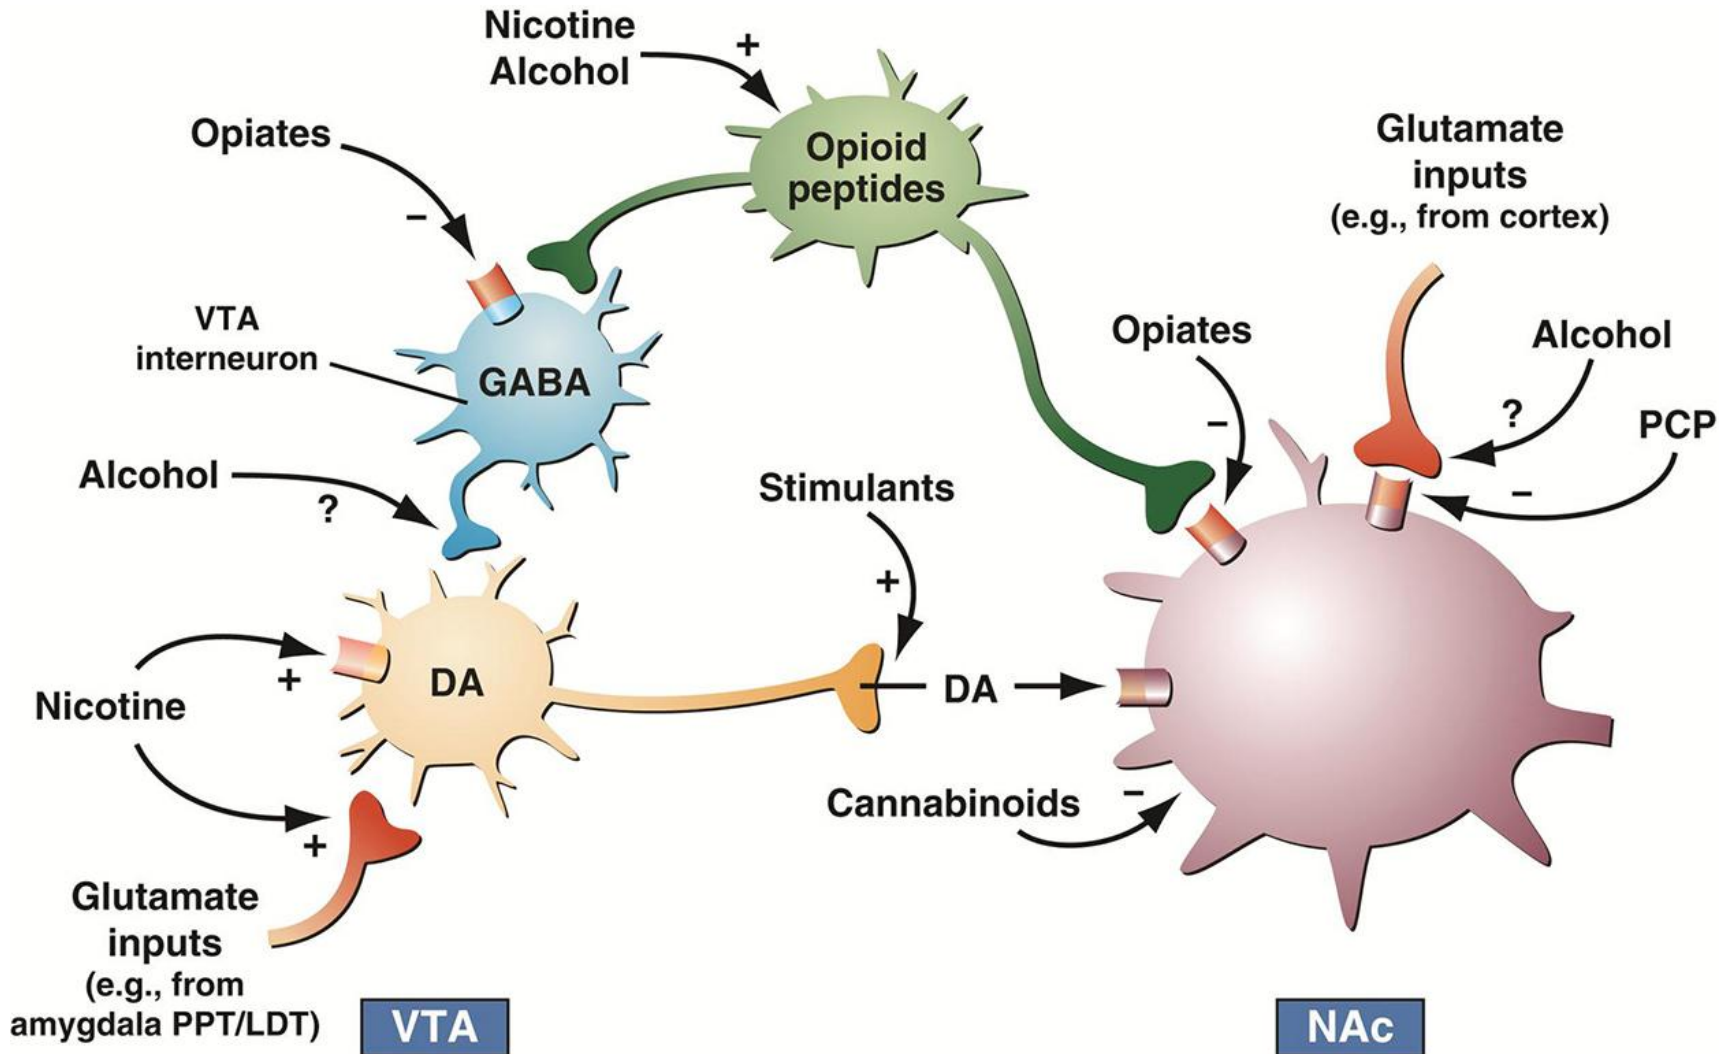 Nicotine
Alcohol
+
Opioid
peptides
Opiates
−
Glutamate
inputs
(e.g., from cortex)
VTA
interneuron
GABA
Opiates
−
Alcohol
?
PCP
−
Alcohol
?
Stimulants
+
Nicotine
+
+
DA
DA
Cannabinoids
−
Glutamate
inputs
(e.g., from
amygdala PPT/LDT)
VTA
NAc